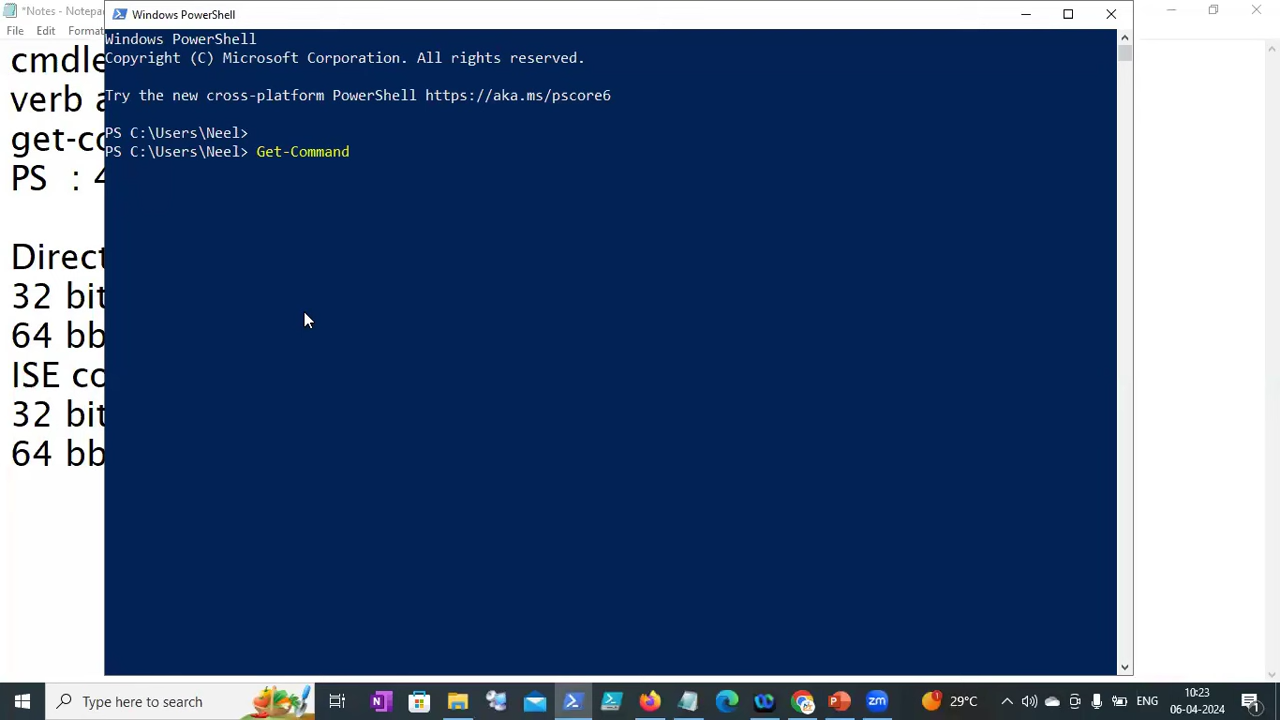 *Notes - Notepa
File Edit Format
cmdle
verb a
get-co
PS : 4
Direct
32 bit
64 bb
ISE co
32 bit
64 bb
Windows PowerShell
Windows PowerShell
Copyright (C) Microsoft Corporation. All rights reserved.
Try the new cross-platform PowerShell https://aka.ms/pscore6
PS C:\Users\Neel>
PS C:\Users\Neel> Get-Command
Type here to search
29°C
ENG
10:23
06-04-2024